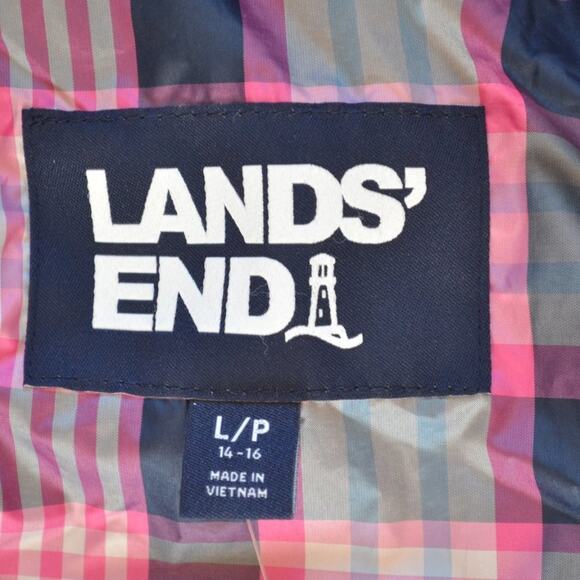 LANDS’
END
L/P
14-16
MADE IN
VIETNAM